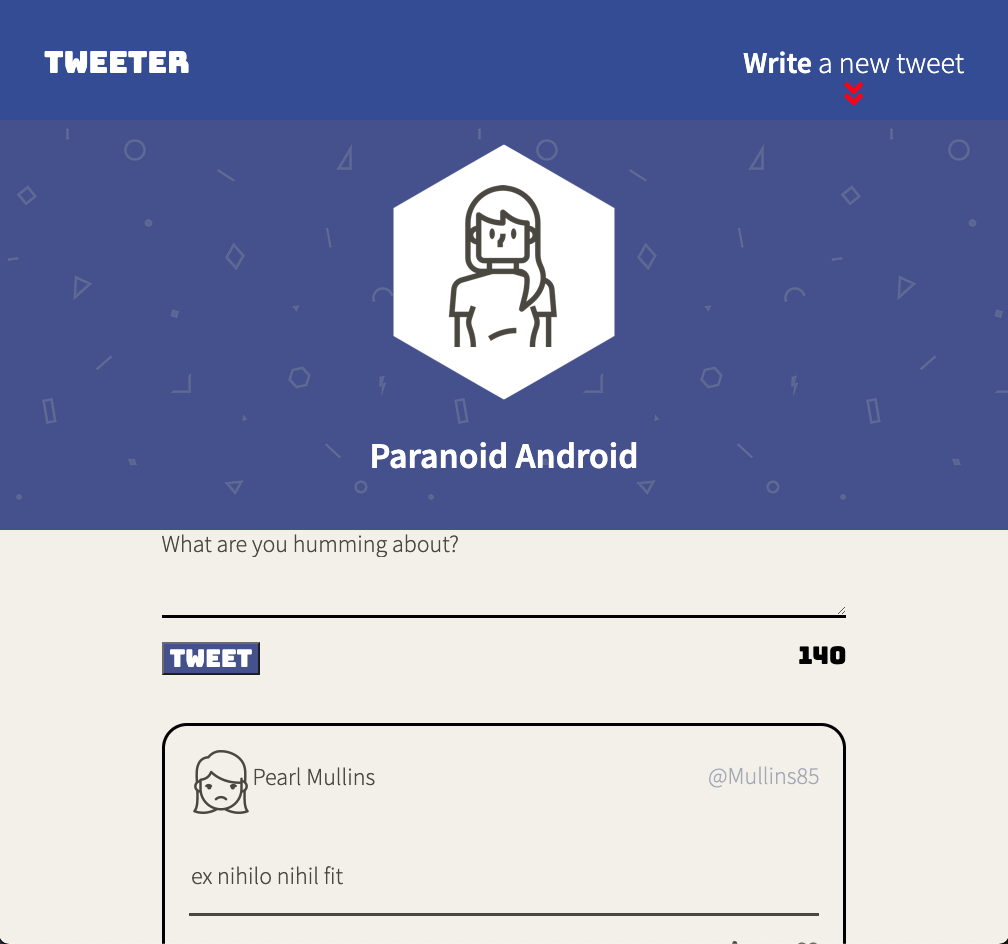 TWEETER
Write a new tweet
Paranoid Android
What are you humming about?
TWEET
140
Pearl Mullins
@Mullins85
ex nihilo nihil fit